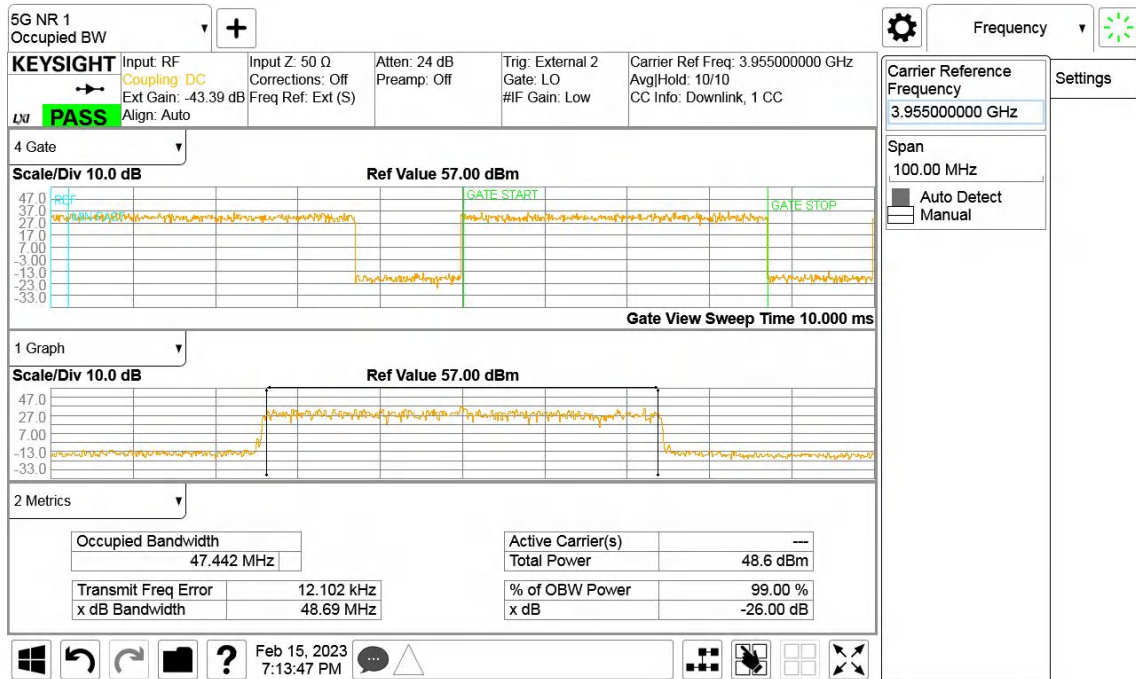 5G NR 1
Occupied BW
Frequency
KEYSIGHT
LXI
PASS
Input: RF
Coupling: DC
Ext Gain: -43.39 dB
Align: Auto
Input Z: 50 Ω
Corrections: Off
Freq Ref: Ext (S)
Atten: 24 dB
Preamp: Off
Trig: External 2
Gate: LO
#IF Gain: Low
Carrier Ref Freq: 3.955000000 GHz
Avg|Hold: 10/10
CC Info: Downlink, 1 CC
Carrier Reference
Frequency
3.955000000 GHz
Span
100.00 MHz
Auto Detect
Manual
Settings
4 Gate
Scale/Div 10.0 dB
Ref Value 57.00 dBm
47.0
37.0
27.0
17.0
7.00
-3.00
-13.0
-23.0
-33.0
REF
GATE START
GATE STOP
Gate View Sweep Time 10.000 ms
1 Graph
Scale/Div 10.0 dB
Ref Value 57.00 dBm
47.0
27.0
7.00
-13.0
-33.0
2 Metrics
Occupied Bandwidth
47.442 MHz
Transmit Freq Error 12.102 kHz
x dB Bandwidth 48.69 MHz
Active Carrier(s) ---
Total Power 48.6 dBm
% of OBW Power 99.00 %
x dB -26.00 dB
?
Feb 15, 2023
7:13:47 PM